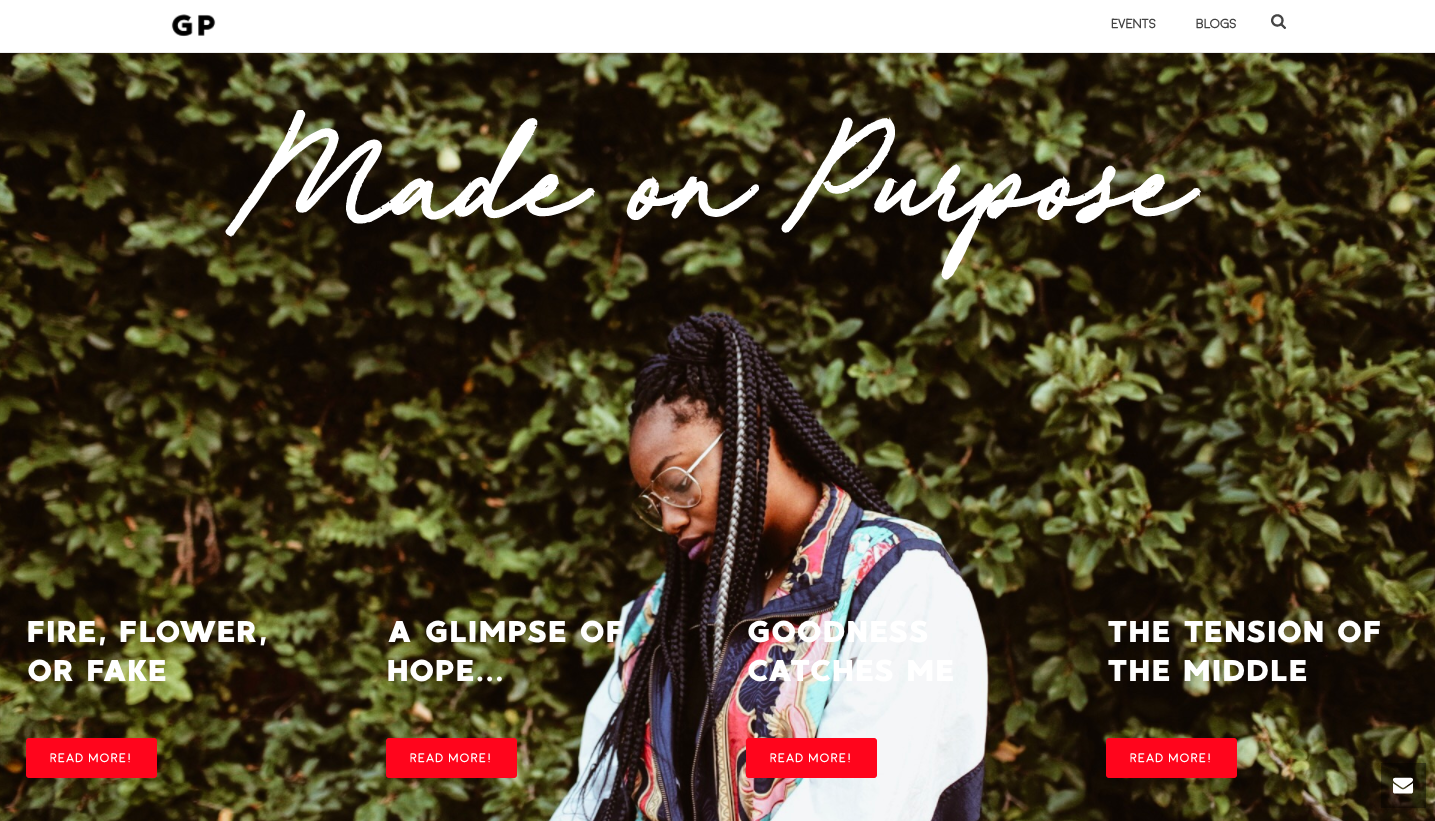 GP
EVENTS
BLOGS
Made on Purpose
FIRE, FLOWER,
OR FAKE
READ MORE!
A GLIMPSE OF
HOPE...
READ MORE!
GOODNESS
CATCHES ME
READ MORE!
THE TENSION OF
THE MIDDLE
READ MORE!